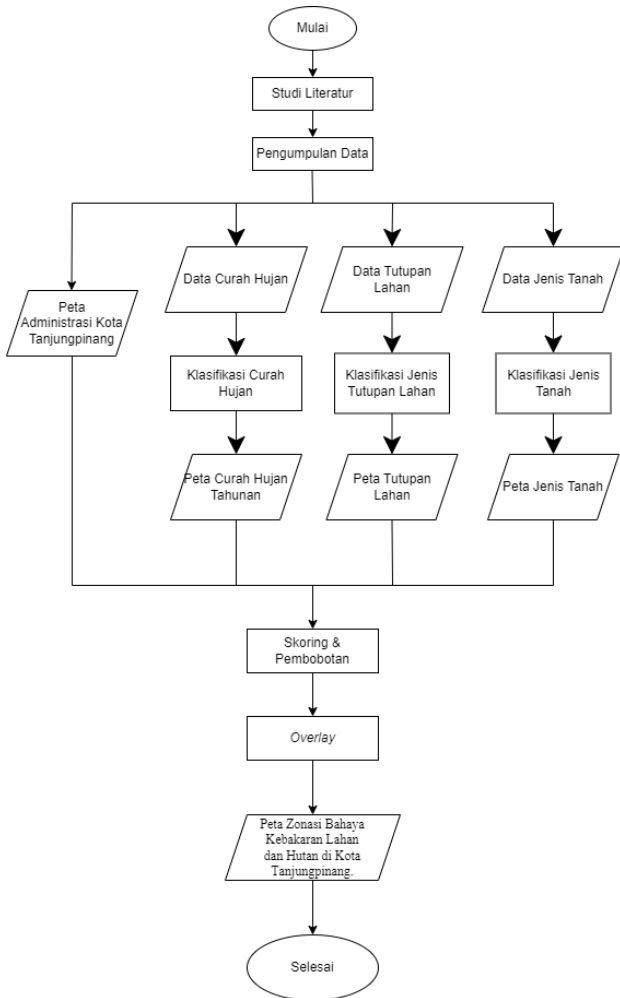 Mulai
Studi Literatur
Pengumpulan Data
Peta
Administrasi Kota
Tanjungpinang
Data Curah Hujan
Data Tutupan
Lahan
Data Jenis Tanah
Klasifikasi Curah
Hujan
Klasifikasi Jenis
Tutupan Lahan
Klasifikasi Jenis
Tanah
Peta Curah Hujan
Tahunan
Peta Tutupan
Lahan
Peta Jenis Tanah
Skoring &
Pembobotan
Overlay
Peta Zonasi Bahaya
Kebakaran Lahan
dan Hutan di Kota
Tanjungpinang.
Selesai